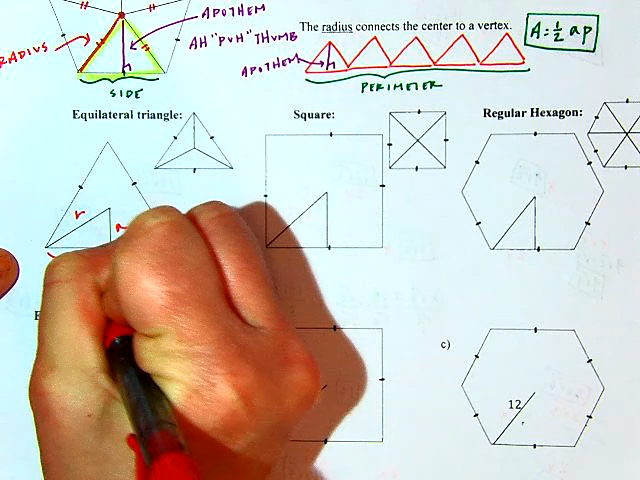 APOTHEM
RADIUS
AH "PUH" THUMB
The radius connects the center to a vertex.
A = ½ ap
APOTHEM
SIDE
PERIMETER
Equilateral triangle:
Square:
Regular Hexagon:
r
a
c)
12